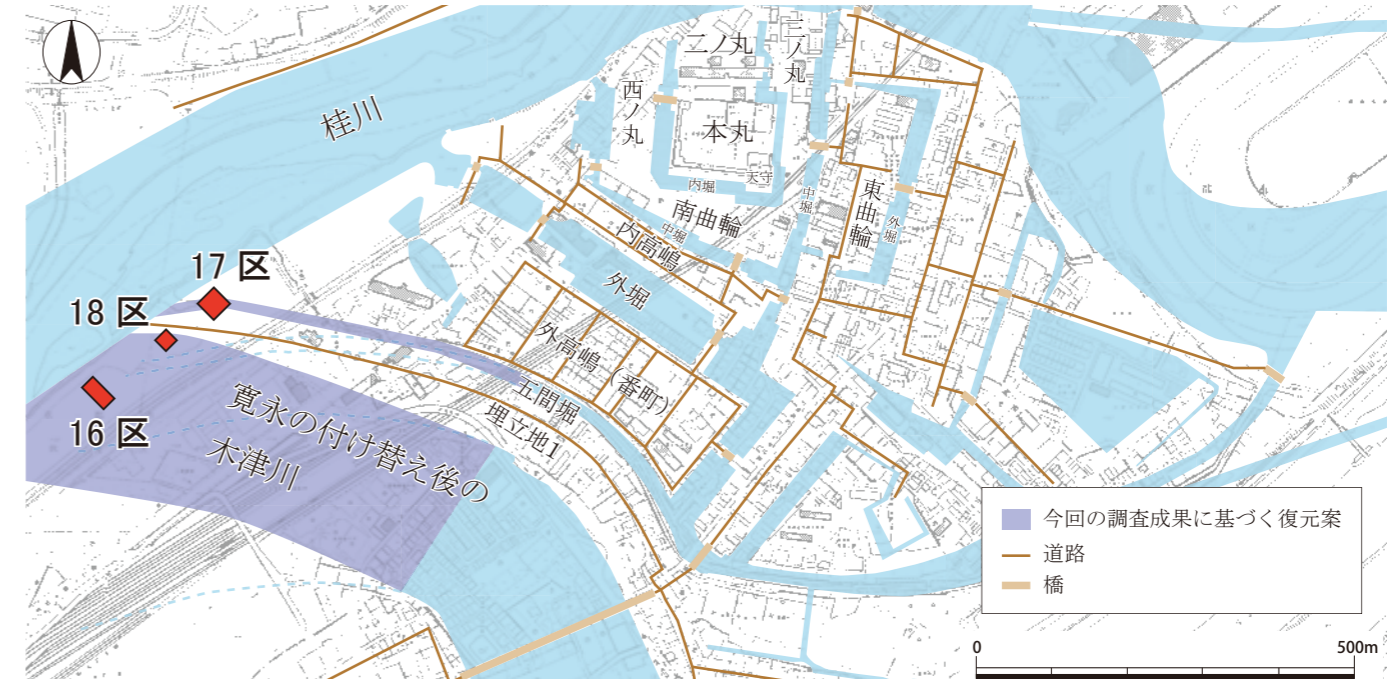 二ノ丸
三ノ丸
西ノ丸
本丸
桂川
内堀
天守
中堀
東曲輪
外堀
南曲輪
中堀
内高嶋
外堀
17 区
18 区
外高嶋（番町）
五間堀
埋立地1
16 区
寛永の付け替え後の
木津川
今回の調査成果に基づく復元案
道路
橋
0
500m